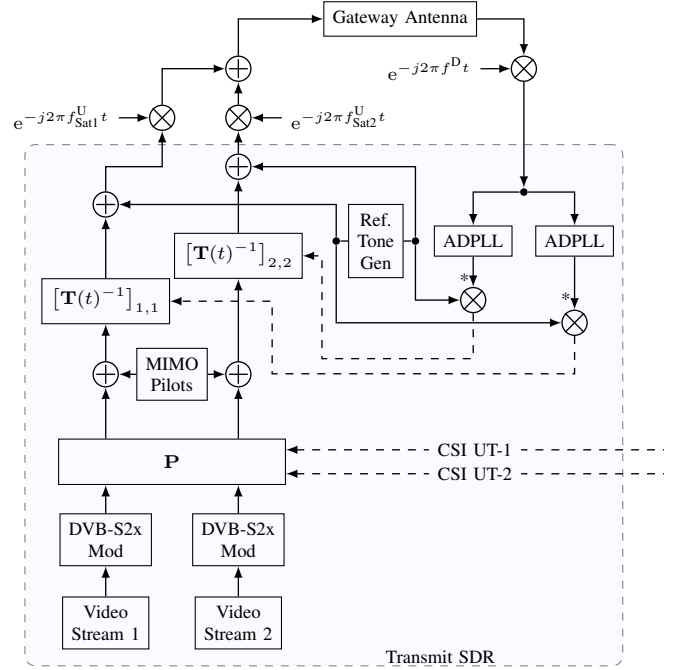 Gateway Antenna
e^{-j2πf^D t}
e^{-j2πf^U_{Sat1} t}
e^{-j2πf^U_{Sat2} t}
Ref.
Tone
Gen
ADPLL
ADPLL
*
*
[T(t)^{-1}]_{2,2}
[T(t)^{-1}]_{1,1}
MIMO
Pilots
P
CSI UT-1
CSI UT-2
DVB-S2x
Mod
DVB-S2x
Mod
Video
Stream 1
Video
Stream 2
Transmit SDR